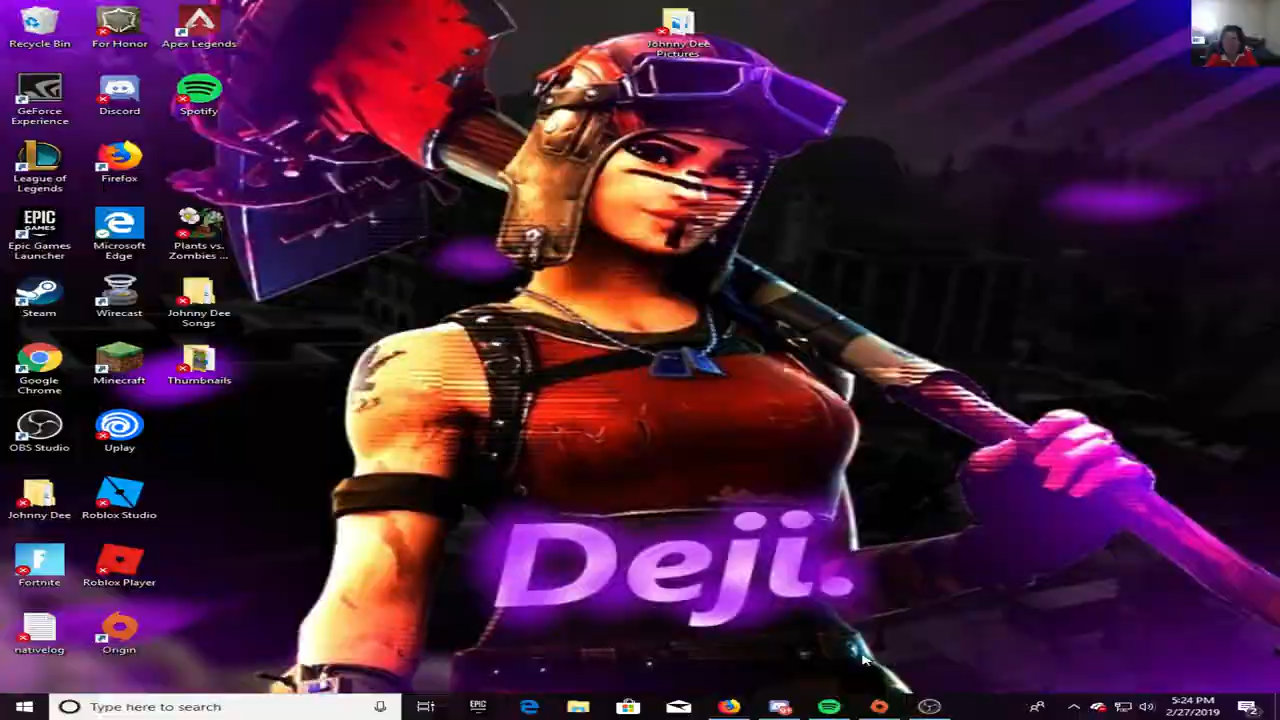 Recycle Bin
For Honor
Apex Legends
Johnny Dee
Pictures
GeForce
Experience
Discord
Spotify
League of
Legends
Firefox
EPIC
GAMES
Epic Games
Launcher
Microsoft
Edge
Plants vs.
Zombies ...
Steam
Wirecast
Johnny Dee
Songs
Google
Chrome
Minecraft
Thumbnails
OBS Studio
Uplay
Johnny Dee
Roblox Studio
Fortnite
Roblox Player
nativelog
Origin
Deji.
Type here to search
EPIC
5:24 PM
2/27/2019
2